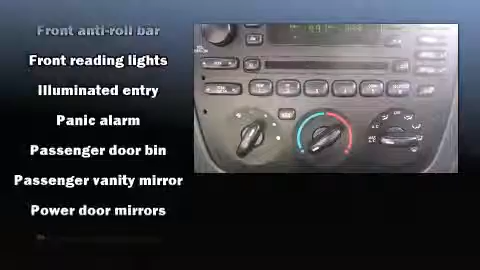 Front anti-roll bar
Front reading lights
Illuminated entry
Panic alarm
Passenger door bin
Passenger vanity mirror
Power door mirrors